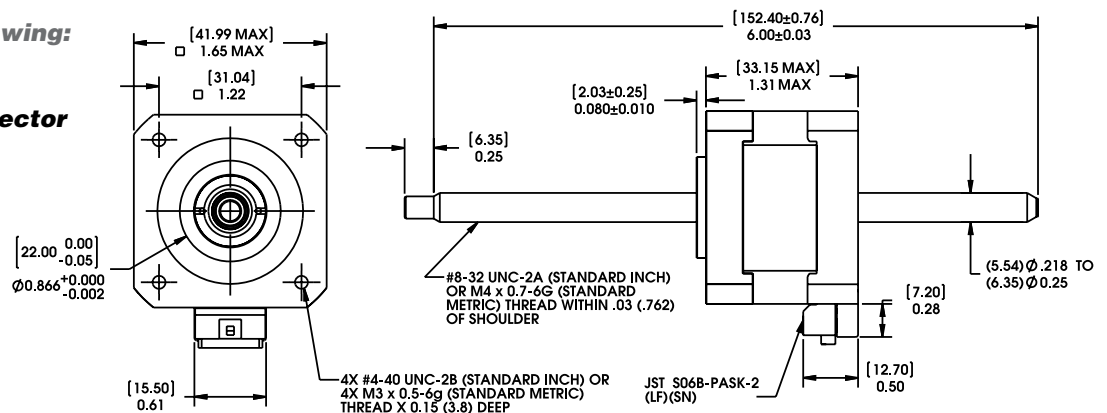 wing:
ector
[41.99 MAX]
□ 1.65 MAX
[31.04]
□ 1.22
[22.00 0.00 -0.05]
Ø0.866 +0.000 -0.002
[15.50]
0.61
4X #4-40 UNC-2B (STANDARD INCH) OR
4X M3 x 0.5-6g (STANDARD METRIC)
THREAD X 0.15 (3.8) DEEP
[152.40±0.76]
6.00±0.03
[33.15 MAX]
1.31 MAX
[2.03±0.25]
0.080±0.010
[6.35]
0.25
#8-32 UNC-2A (STANDARD INCH)
OR M4 x 0.7-6G (STANDARD
METRIC) THREAD WITHIN .03 (.762)
OF SHOULDER
(5.54)Ø .218 TO
(6.35)Ø0.25
[7.20]
0.28
[12.70]
0.50
JST S06B-PASK-2
(LF)(SN)